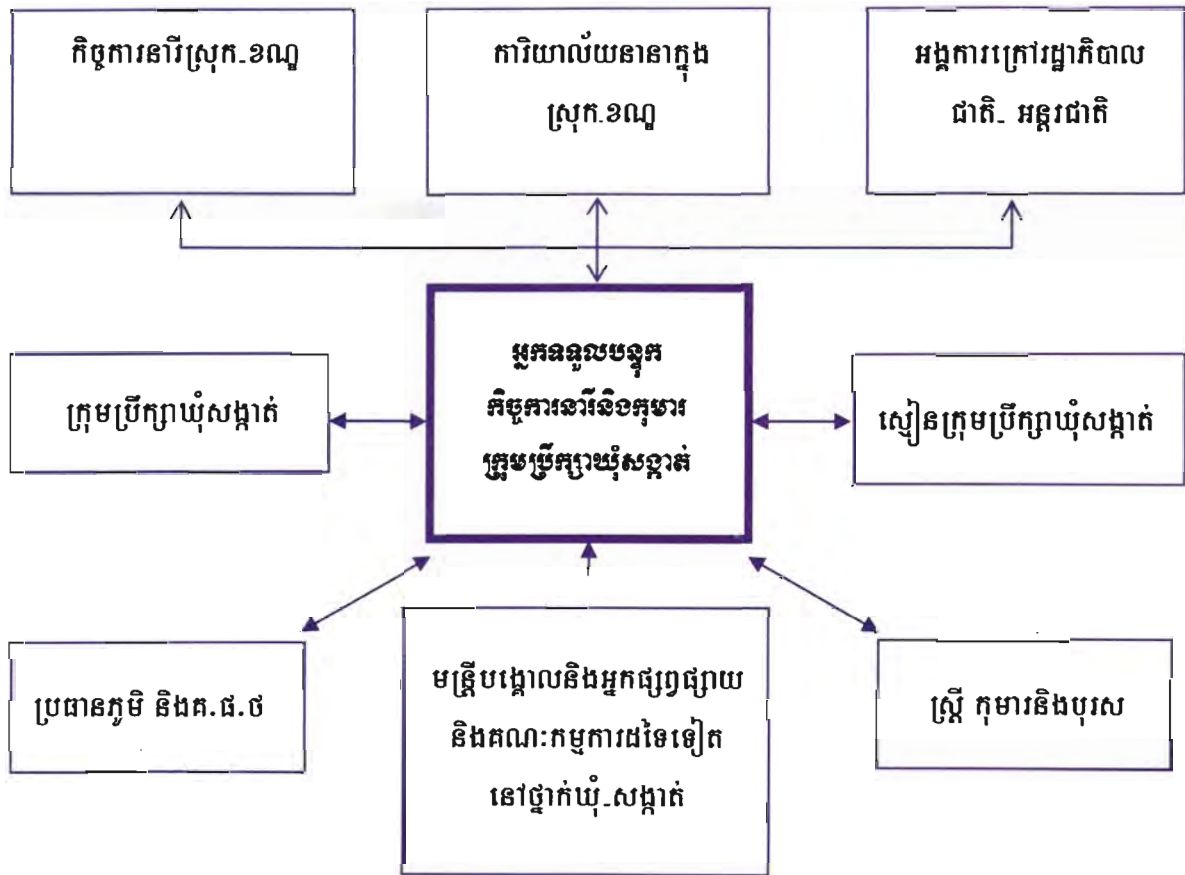 កិច្ចការនារីស្រុក-ខណ្ឌ
ការិយាល័យនានាក្នុង
ស្រុក-ខណ្ឌ
អង្គការក្រៅរដ្ឋាភិបាល
ជាតិ- អន្តរជាតិ
ក្រុមប្រឹក្សាឃុំសង្កាត់
អ្នកទទួលបន្ទុក
កិច្ចការនារីនិងកុមារ
ក្រុមប្រឹក្សាឃុំសង្កាត់
ស្មៀនក្រុមប្រឹក្សាឃុំសង្កាត់
ប្រធានភូមិ និងគ.ផ.ថ
មន្ត្រីបង្គោលនិងអ្នកផ្សព្វផ្សាយ
និងគណៈកម្មការដទៃទៀត
នៅថ្នាក់ឃុំ-សង្កាត់
ស្ត្រី កុមារនិងបុរស